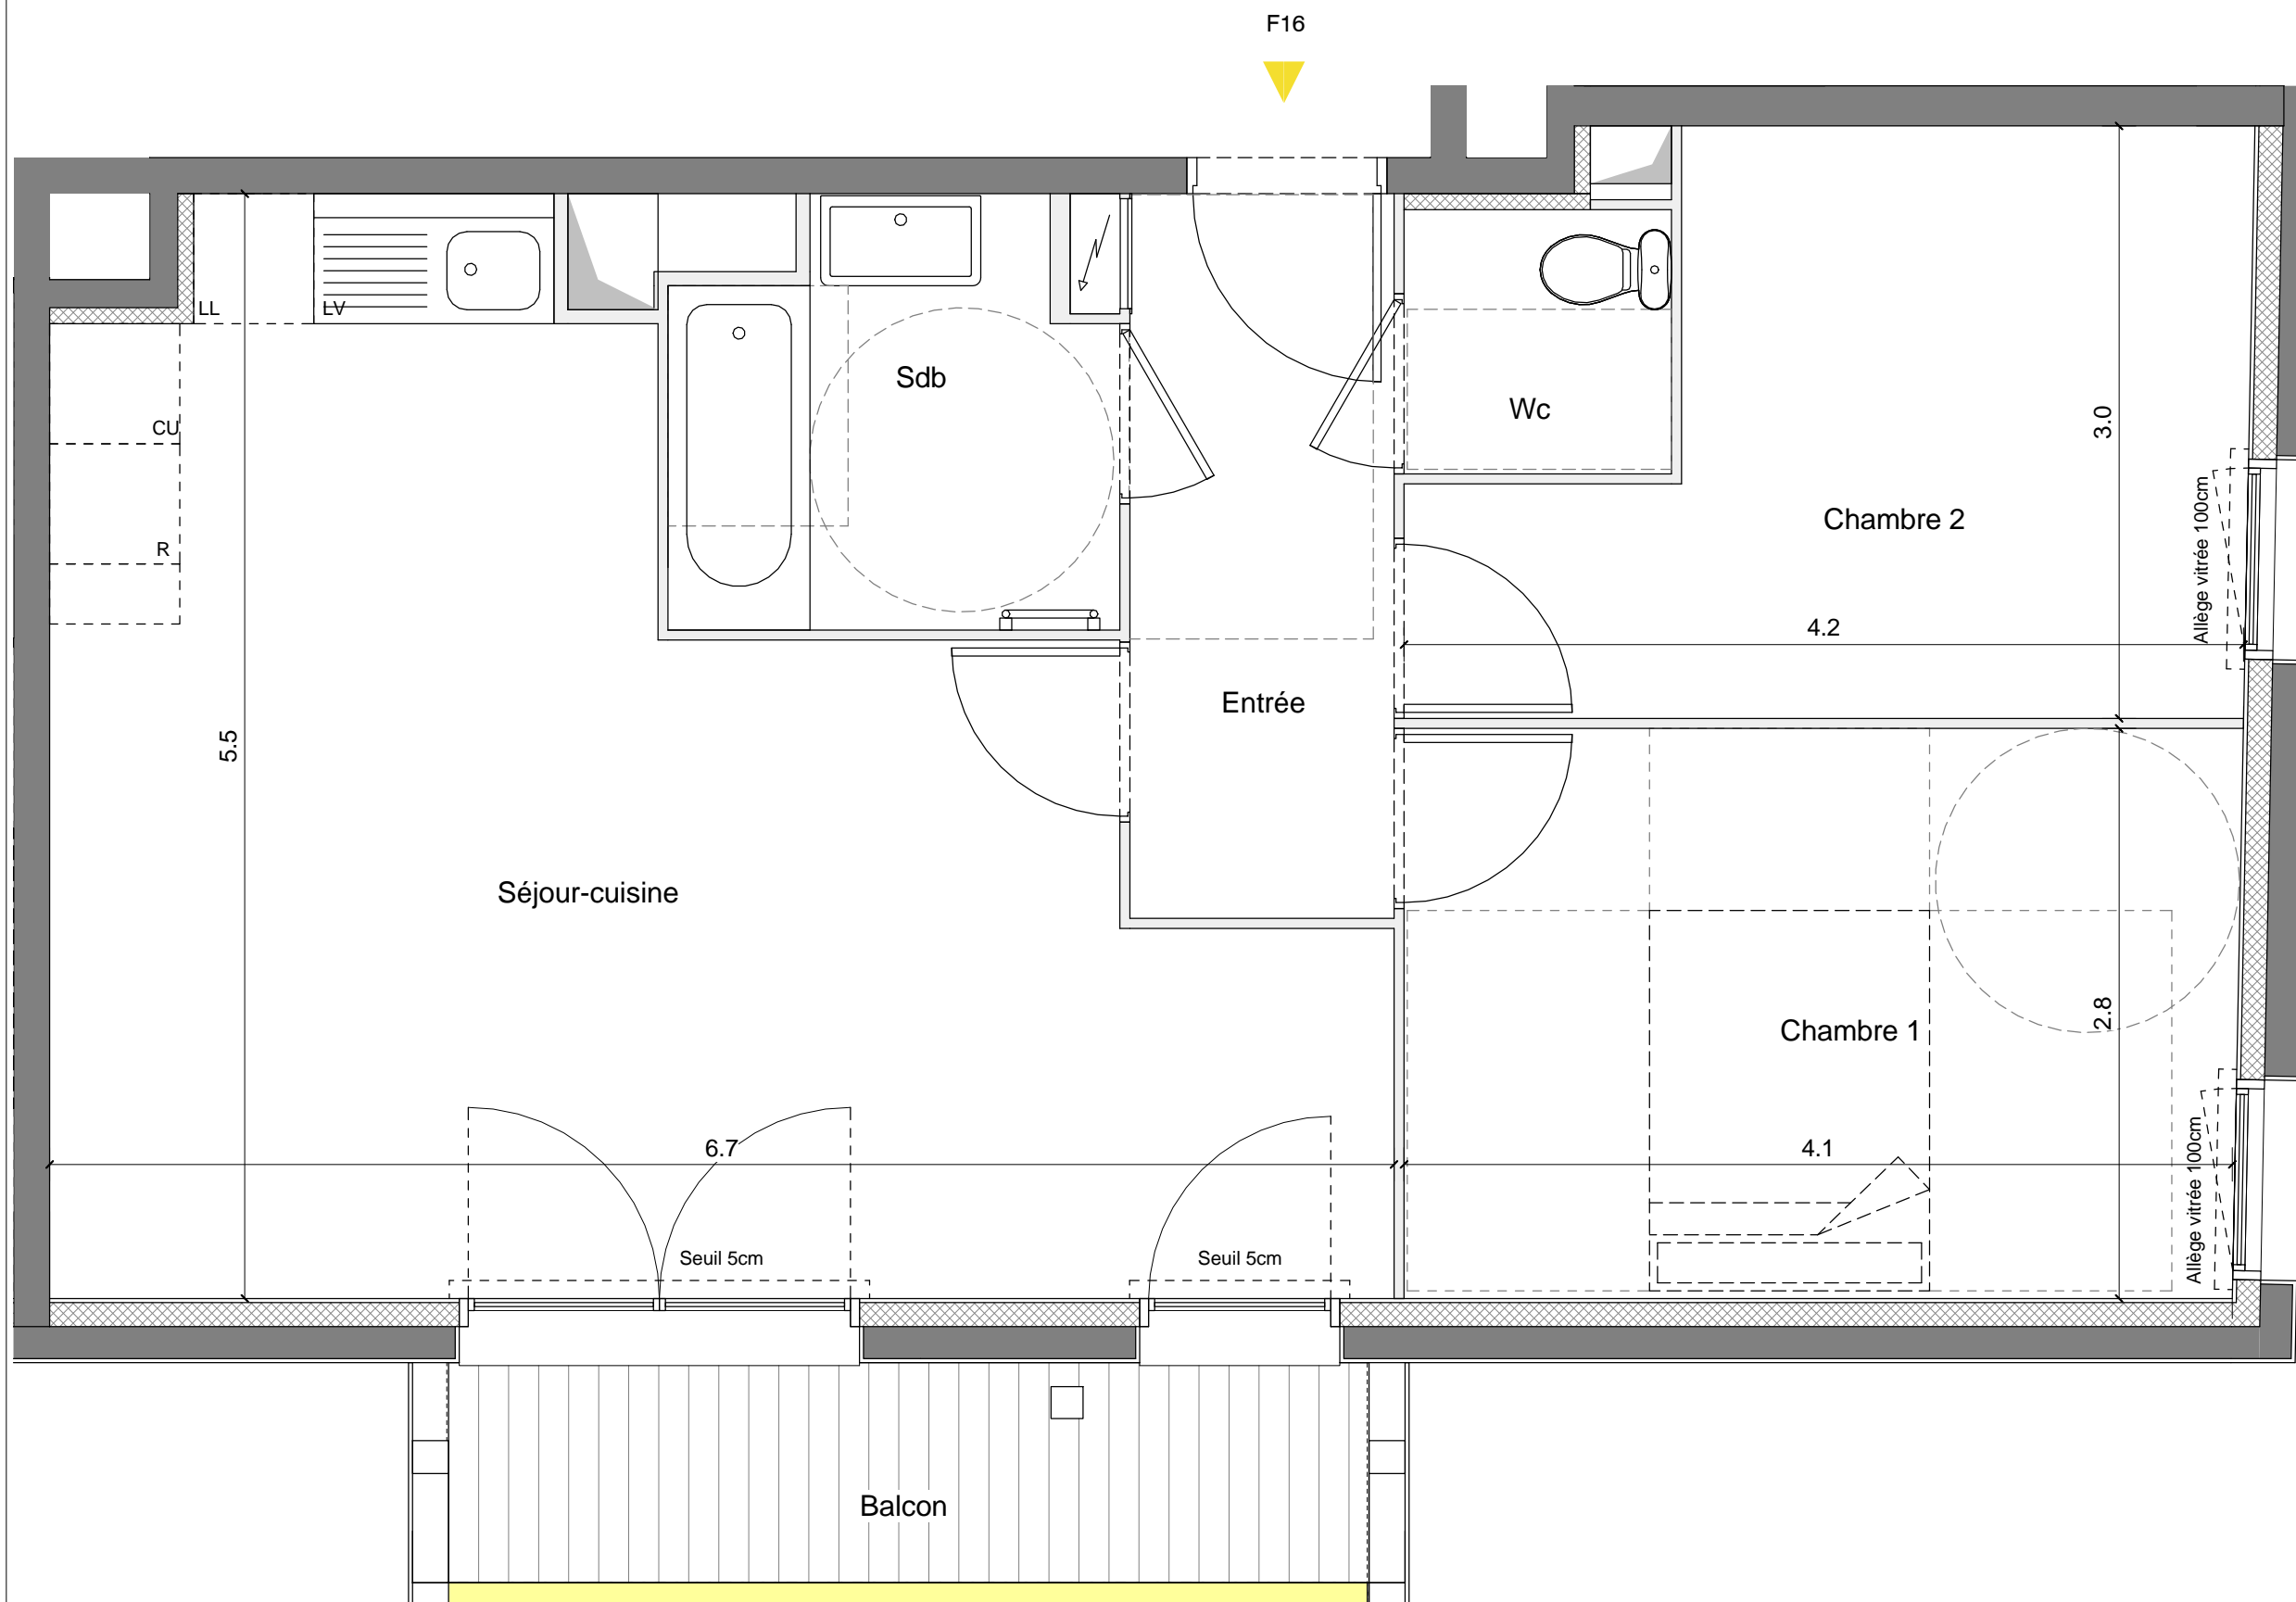 F16
LL
LV
CU
R
Sdb
Wc
3.0
Chambre 2
Allège vitrée 100cm
4.2
Entrée
5.5
Séjour-cuisine
Chambre 1
2.8
6.7
4.1
Allège vitrée 100cm
Seuil 5cm
Seuil 5cm
Balcon